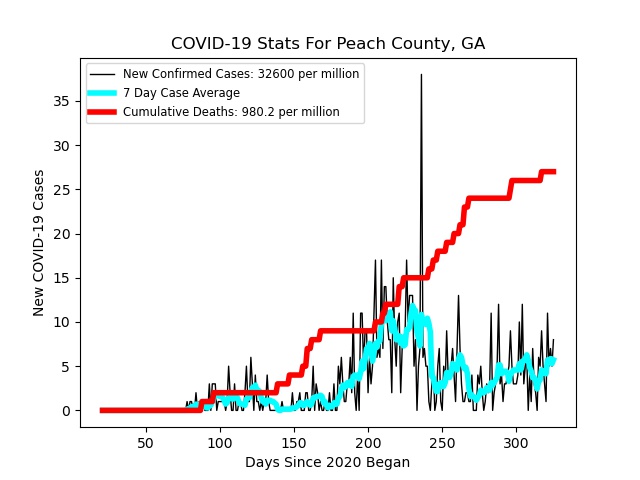 COVID-19 Stats For Peach County, GA
New Confirmed Cases: 32600 per million
7 Day Case Average
Cumulative Deaths: 980.2 per million
New COVID-19 Cases
35
30
25
20
15
10
5
0
50 100 150 200 250 300
Days Since 2020 Began